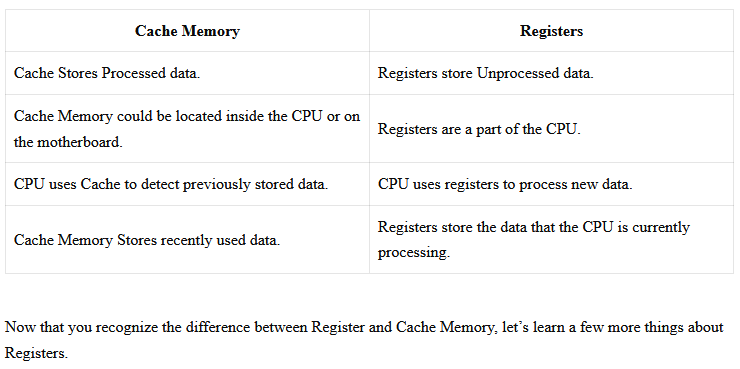 Cache Memory
Registers
Cache Stores Processed data.
Registers store Unprocessed data.
Cache Memory could be located inside the CPU or on
the motherboard.
Registers are a part of the CPU.
CPU uses Cache to detect previously stored data.
CPU uses registers to process new data.
Cache Memory Stores recently used data.
Registers store the data that the CPU is currently
processing.
Now that you recognize the difference between Register and Cache Memory, let’s learn a few more things about
Registers.